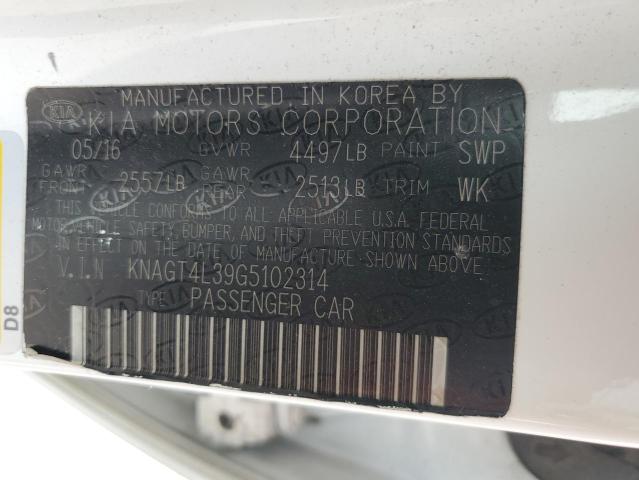 MANUFACTURED IN KOREA BY
KIA KIA MOTORS CORPORATION
05/16 GVWR 4497LB PAINT SWP
GAWR FRONT 2557LB GAWR REAR 2513LB TRIM WK
THIS VEHICLE CONFORMS TO ALL APPLICABLE U.S.A. FEDERAL
MOTOR VEHICLE SAFETY, BUMPER, AND THEFT PREVENTION STANDARDS
IN EFFECT ON THE DATE OF MANUFACTURE SHOWN ABOVE.
V.I.N KNAGT4L39G5102314
TYPE PASSENGER CAR
D8